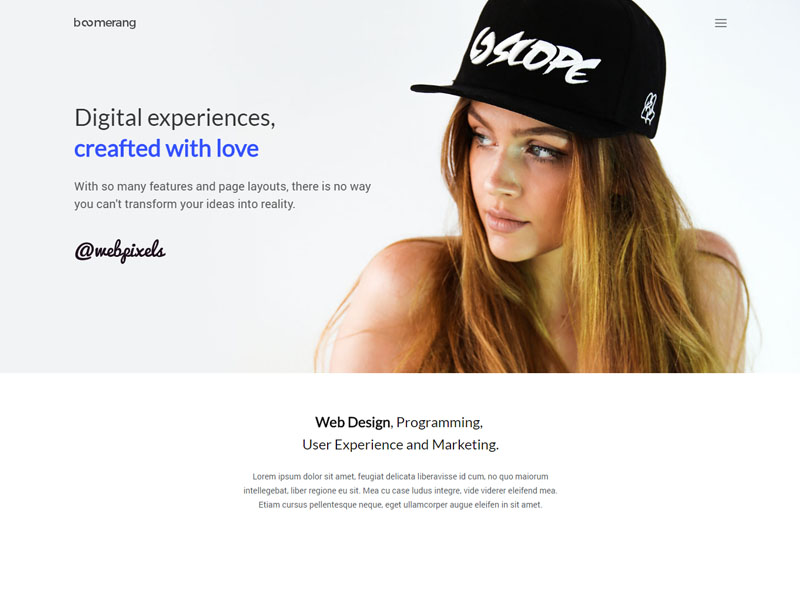 boomerang
SCOPE
Digital experiences,
creafted with love
With so many features and page layouts, there is no way
you can't transform your ideas into reality.
@webpixels
Web Design, Programming,
User Experience and Marketing.
Lorem ipsum dolor sit amet, feugiat delicata liberavisse id cum, no quo maiorum
intellegebat, liber regione eu sit. Mea cu case ludus integre, vide viderer eleifend mea.
Etiam cursus pellentesque neque, eget ullamcorper augue eleifen in sit amet.